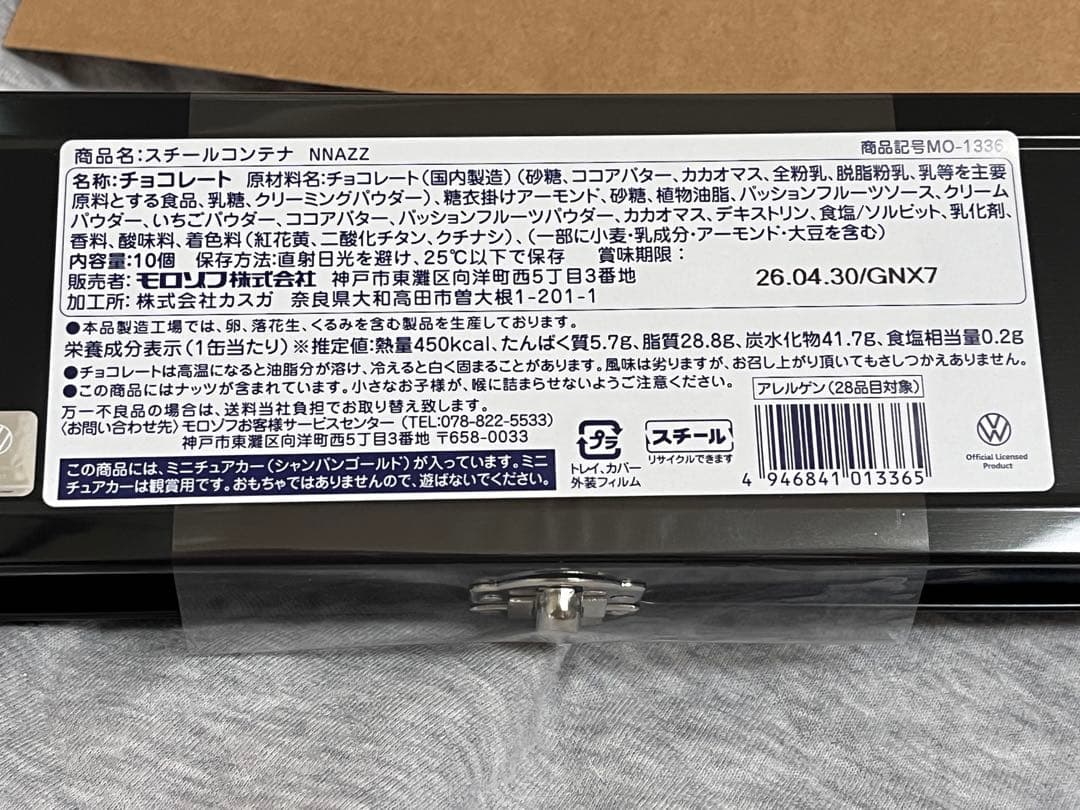 商品名:スチールコンテナ NNAZZ
商品記号MO-1336
名称:チョコレート 原材料名:チョコレート(国内製造)(砂糖、ココアバター、カカオマス、全粉乳、脱脂粉乳、乳等を主要
原料とする食品、乳糖、クリーミングパウダー)、糖衣掛けアーモンド、砂糖、植物油脂、パッションフルーツソース、クリーム
パウダー、いちごパウダー、ココアバター、パッションフルーツパウダー、カカオマス、デキストリン、食塩/ソルビット、乳化剤、
香料、酸味料、着色料(紅花黄、二酸化チタン、クチナシ)、(一部に小麦・乳成分・アーモンド・大豆を含む)
内容量:10個 保存方法:直射日光を避け、25℃以下で保存 賞味期限:
販売者:モロゾフ株式会社 神戸市東灘区向洋町西5丁目3番地
26.04.30/GNX7
加工所:株式会社カスガ 奈良県大和高田市曽大根1-201-1
●本品製造工場では、卵、落花生、くるみを含む製品を生産しております。
栄養成分表示(1缶当たり)※推定値:熱量450kcal、たんぱく質5.7g、脂質28.8g、炭水化物41.7g、食塩相当量0.2g
●チョコレートは高温になると油脂分が溶け、冷えると白く固まることがあります。風味は劣りますが、お召し上がり頂いてもさしつかえありません。
●この商品にはナッツが含まれています。小さなお子様が、喉に詰まらせないようご注意ください。
アレルゲン(28品目対象)
万一不良品の場合は、送料当社負担でお取り替え致します。
〈お問い合わせ先〉モロゾフお客様サービスセンター(TEL:078-822-5533)
神戸市東灘区向洋町西5丁目3番地 〒658-0033
この商品には、ミニチュアカー(シャンパンゴールド)が入っています。ミニ
チュアカーは観賞用です。おもちゃではありませんので、遊ばないでください。
プラ
トレイ、カバー
外装フィルム
スチール
リサイクルできます
4 946841 013365
Official Licensed
Product